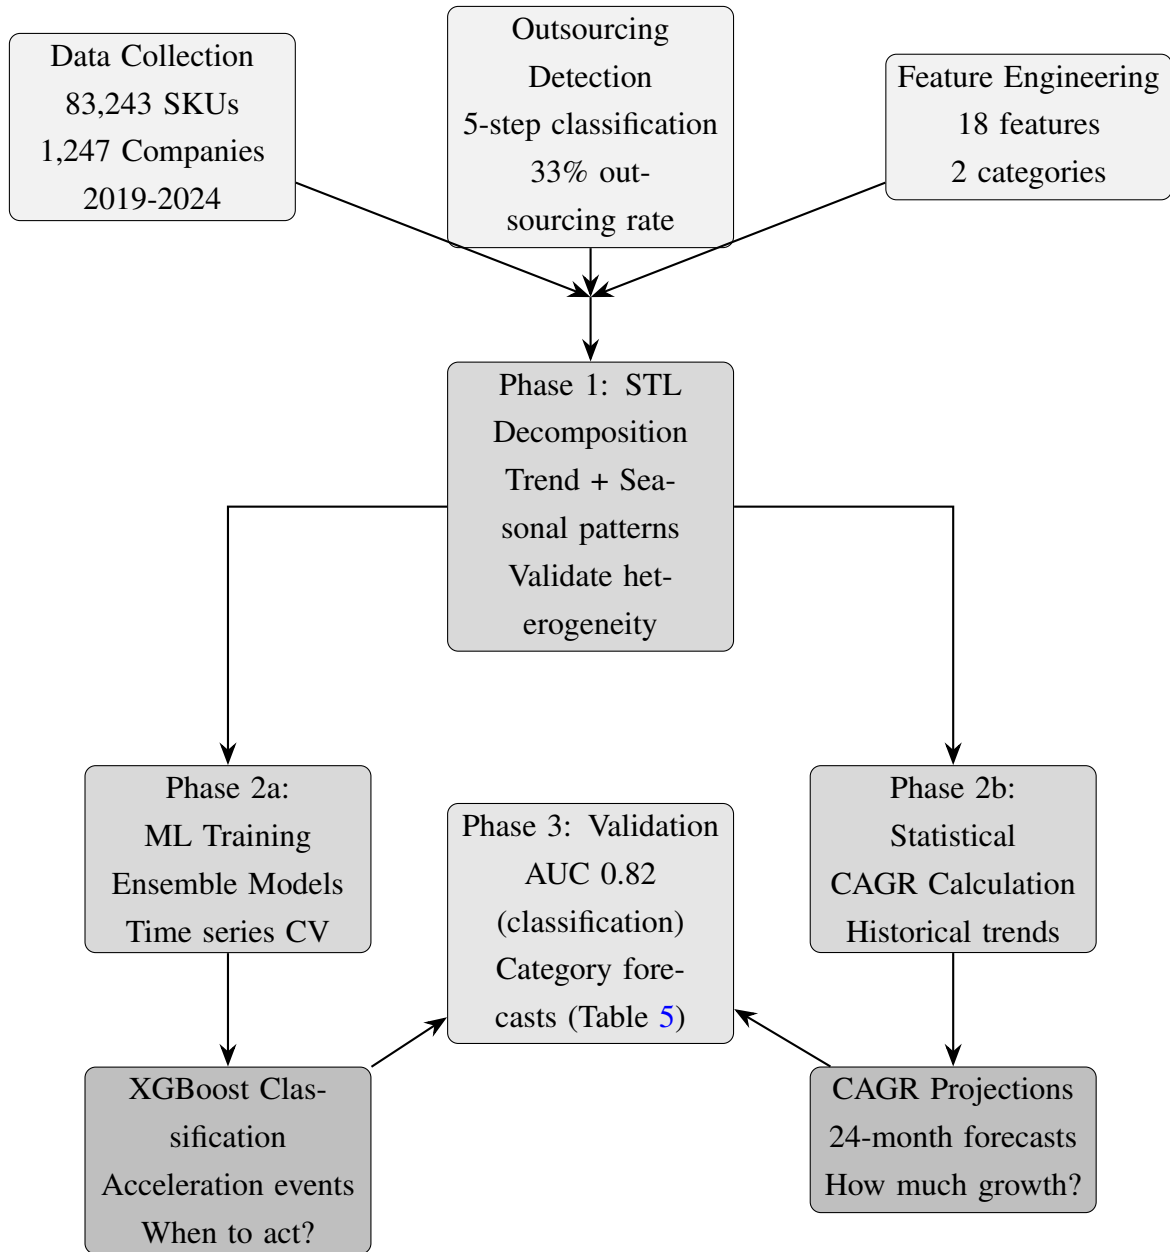 Data Collection
83,243 SKUs
1,247 Companies
2019-2024
Outsourcing
Detection
5-step classification
33% out-
sourcing rate
Feature Engineering
18 features
2 categories
Phase 1: STL
Decomposition
Trend + Sea-
sonal patterns
Validate het-
erogeneity
Phase 2a:
ML Training
Ensemble Models
Time series CV
Phase 3: Validation
AUC 0.82
(classification)
Category fore-
casts (Table 5)
Phase 2b:
Statistical
CAGR Calculation
Historical trends
XGBoost Clas-
sification
Acceleration events
When to act?
CAGR Projections
24-month forecasts
How much growth?